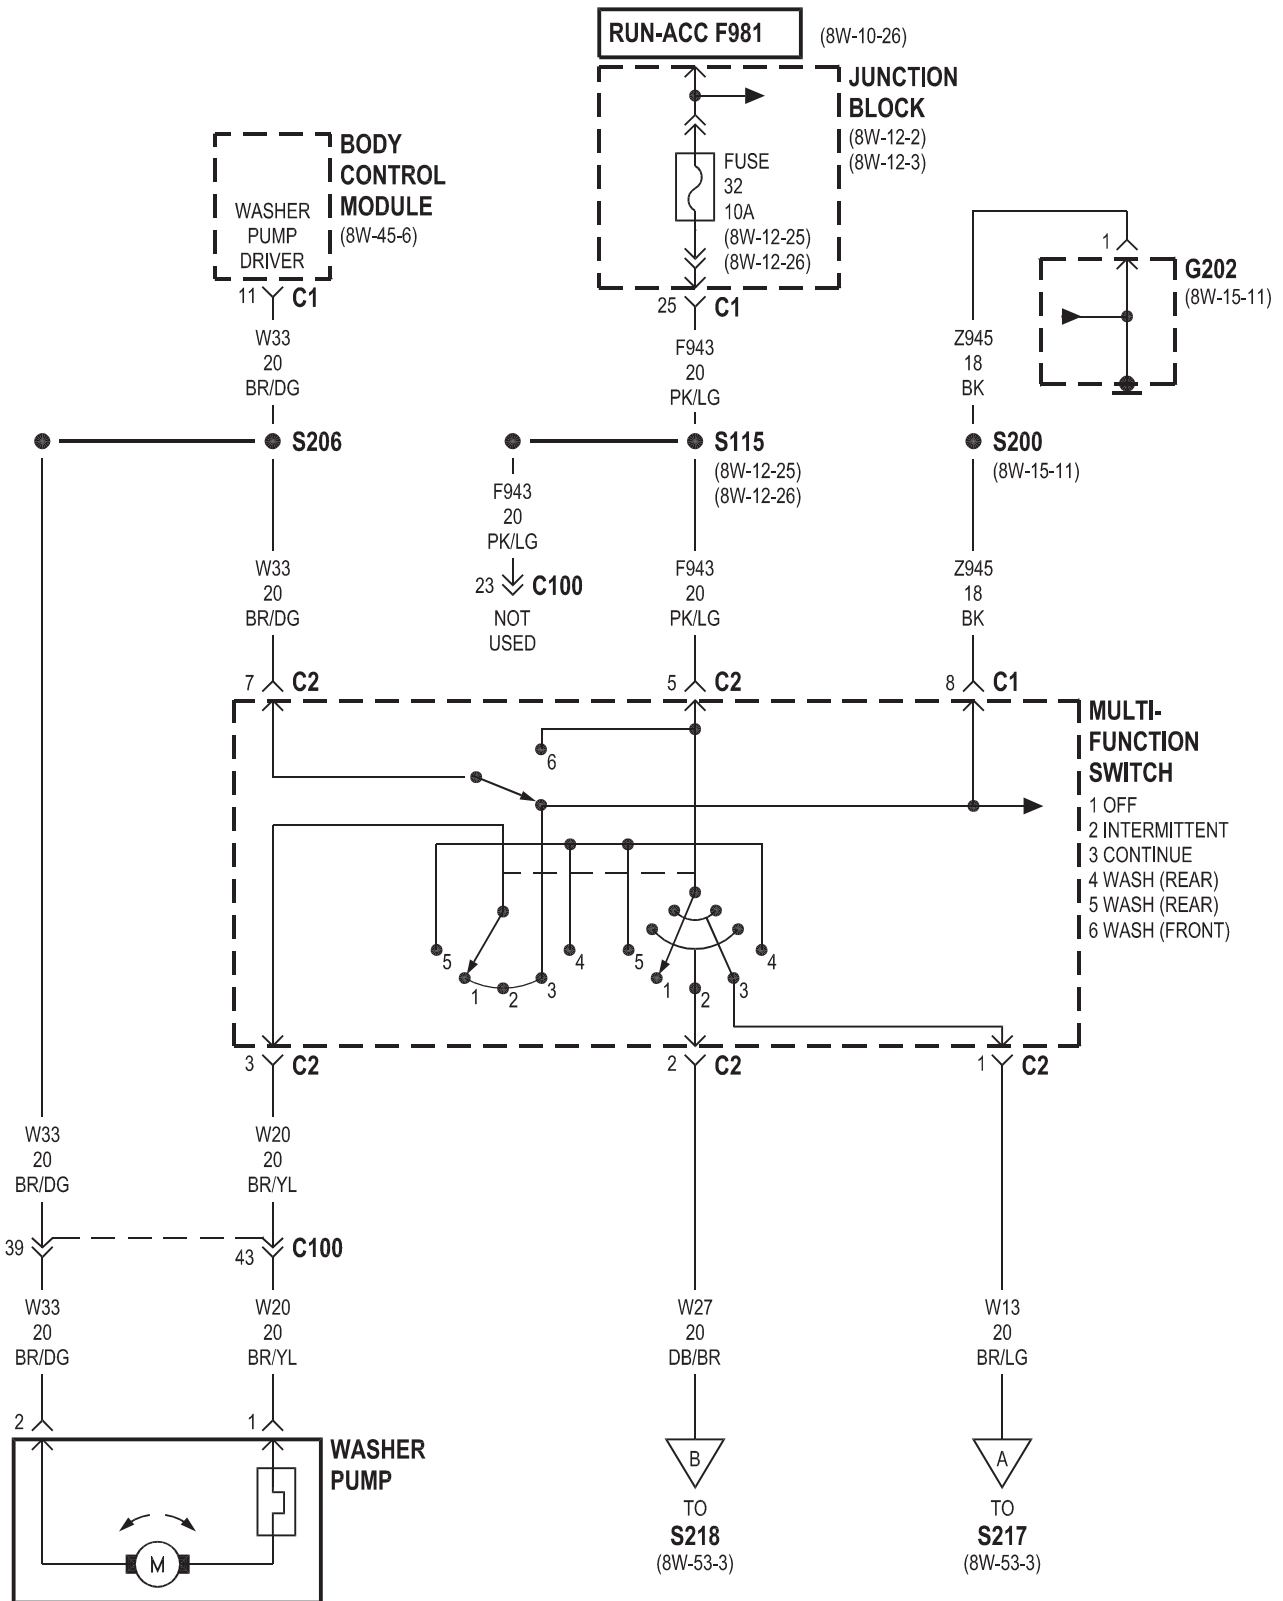 RUN-ACC F981
(8W-10-26)
JUNCTION
BLOCK
(8W-12-2)
(8W-12-3)
FUSE
32
10A
(8W-12-25)
(8W-12-26)
BODY
CONTROL
MODULE
(8W-45-6)
WASHER
PUMP
DRIVER
11 C1
25 C1
1
G202
(8W-15-11)
W33
20
BR/DG
F943
20
PK/LG
Z945
18
BK
S206
S115
(8W-12-25)
(8W-12-26)
S200
(8W-15-11)
F943
20
PK/LG
23 C100
NOT
USED
W33
20
BR/DG
F943
20
PK/LG
Z945
18
BK
7 C2
5 C2
8 C1
MULTI-
FUNCTION
SWITCH
1 OFF
2 INTERMITTENT
3 CONTINUE
4 WASH (REAR)
5 WASH (REAR)
6 WASH (FRONT)
6
5
1
2
3
4
5
1
2
3
4
3 C2
2 C2
1 C2
W33
20
BR/DG
W20
20
BR/YL
39
43 C100
W33
20
BR/DG
W20
20
BR/YL
W27
20
DB/BR
W13
20
BR/LG
2
1
WASHER
PUMP
M
B
TO
S218
(8W-53-3)
A
TO
S217
(8W-53-3)